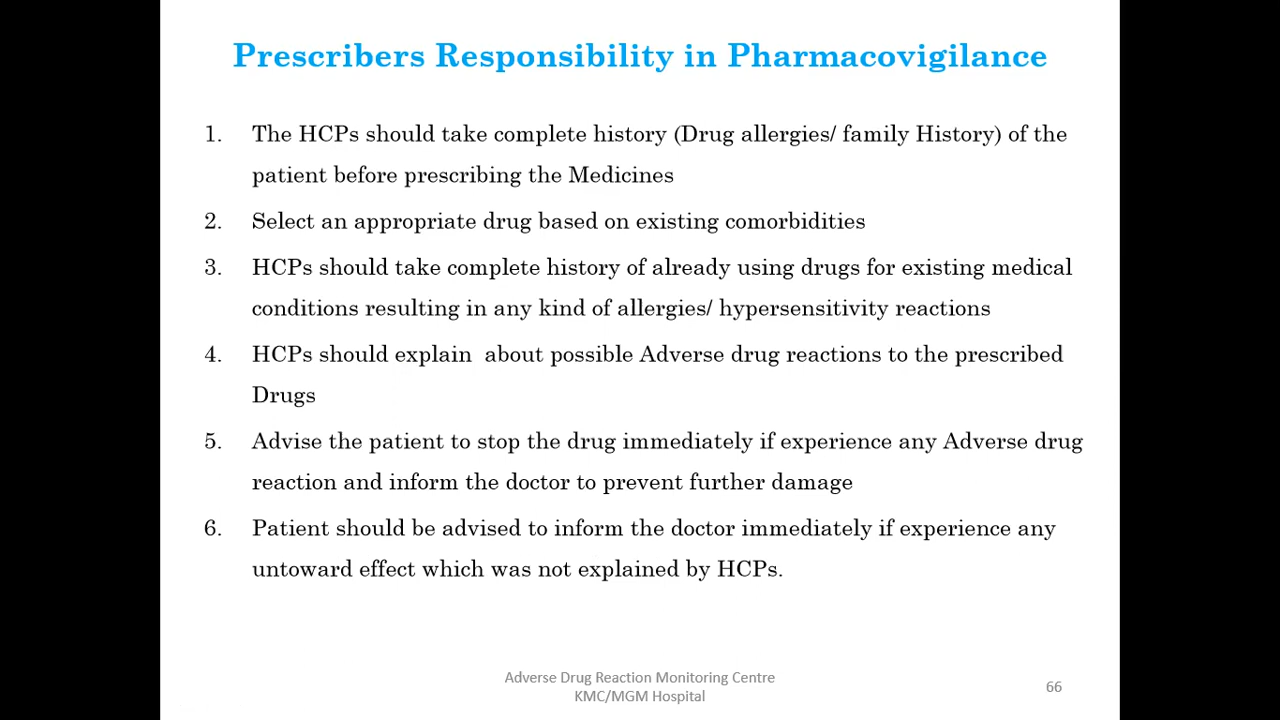 Prescribers Responsibility in Pharmacovigilance
1. The HCPs should take complete history (Drug allergies/ family History) of the
patient before prescribing the Medicines
2. Select an appropriate drug based on existing comorbidities
3. HCPs should take complete history of already using drugs for existing medical
conditions resulting in any kind of allergies/ hypersensitivity reactions
4. HCPs should explain  about possible Adverse drug reactions to the prescribed
Drugs
5. Advise the patient to stop the drug immediately if experience any Adverse drug
reaction and inform the doctor to prevent further damage
6. Patient should be advised to inform the doctor immediately if experience any
untoward effect which was not explained by HCPs.
Adverse Drug Reaction Monitoring Centre
KMC/MGM Hospital
66